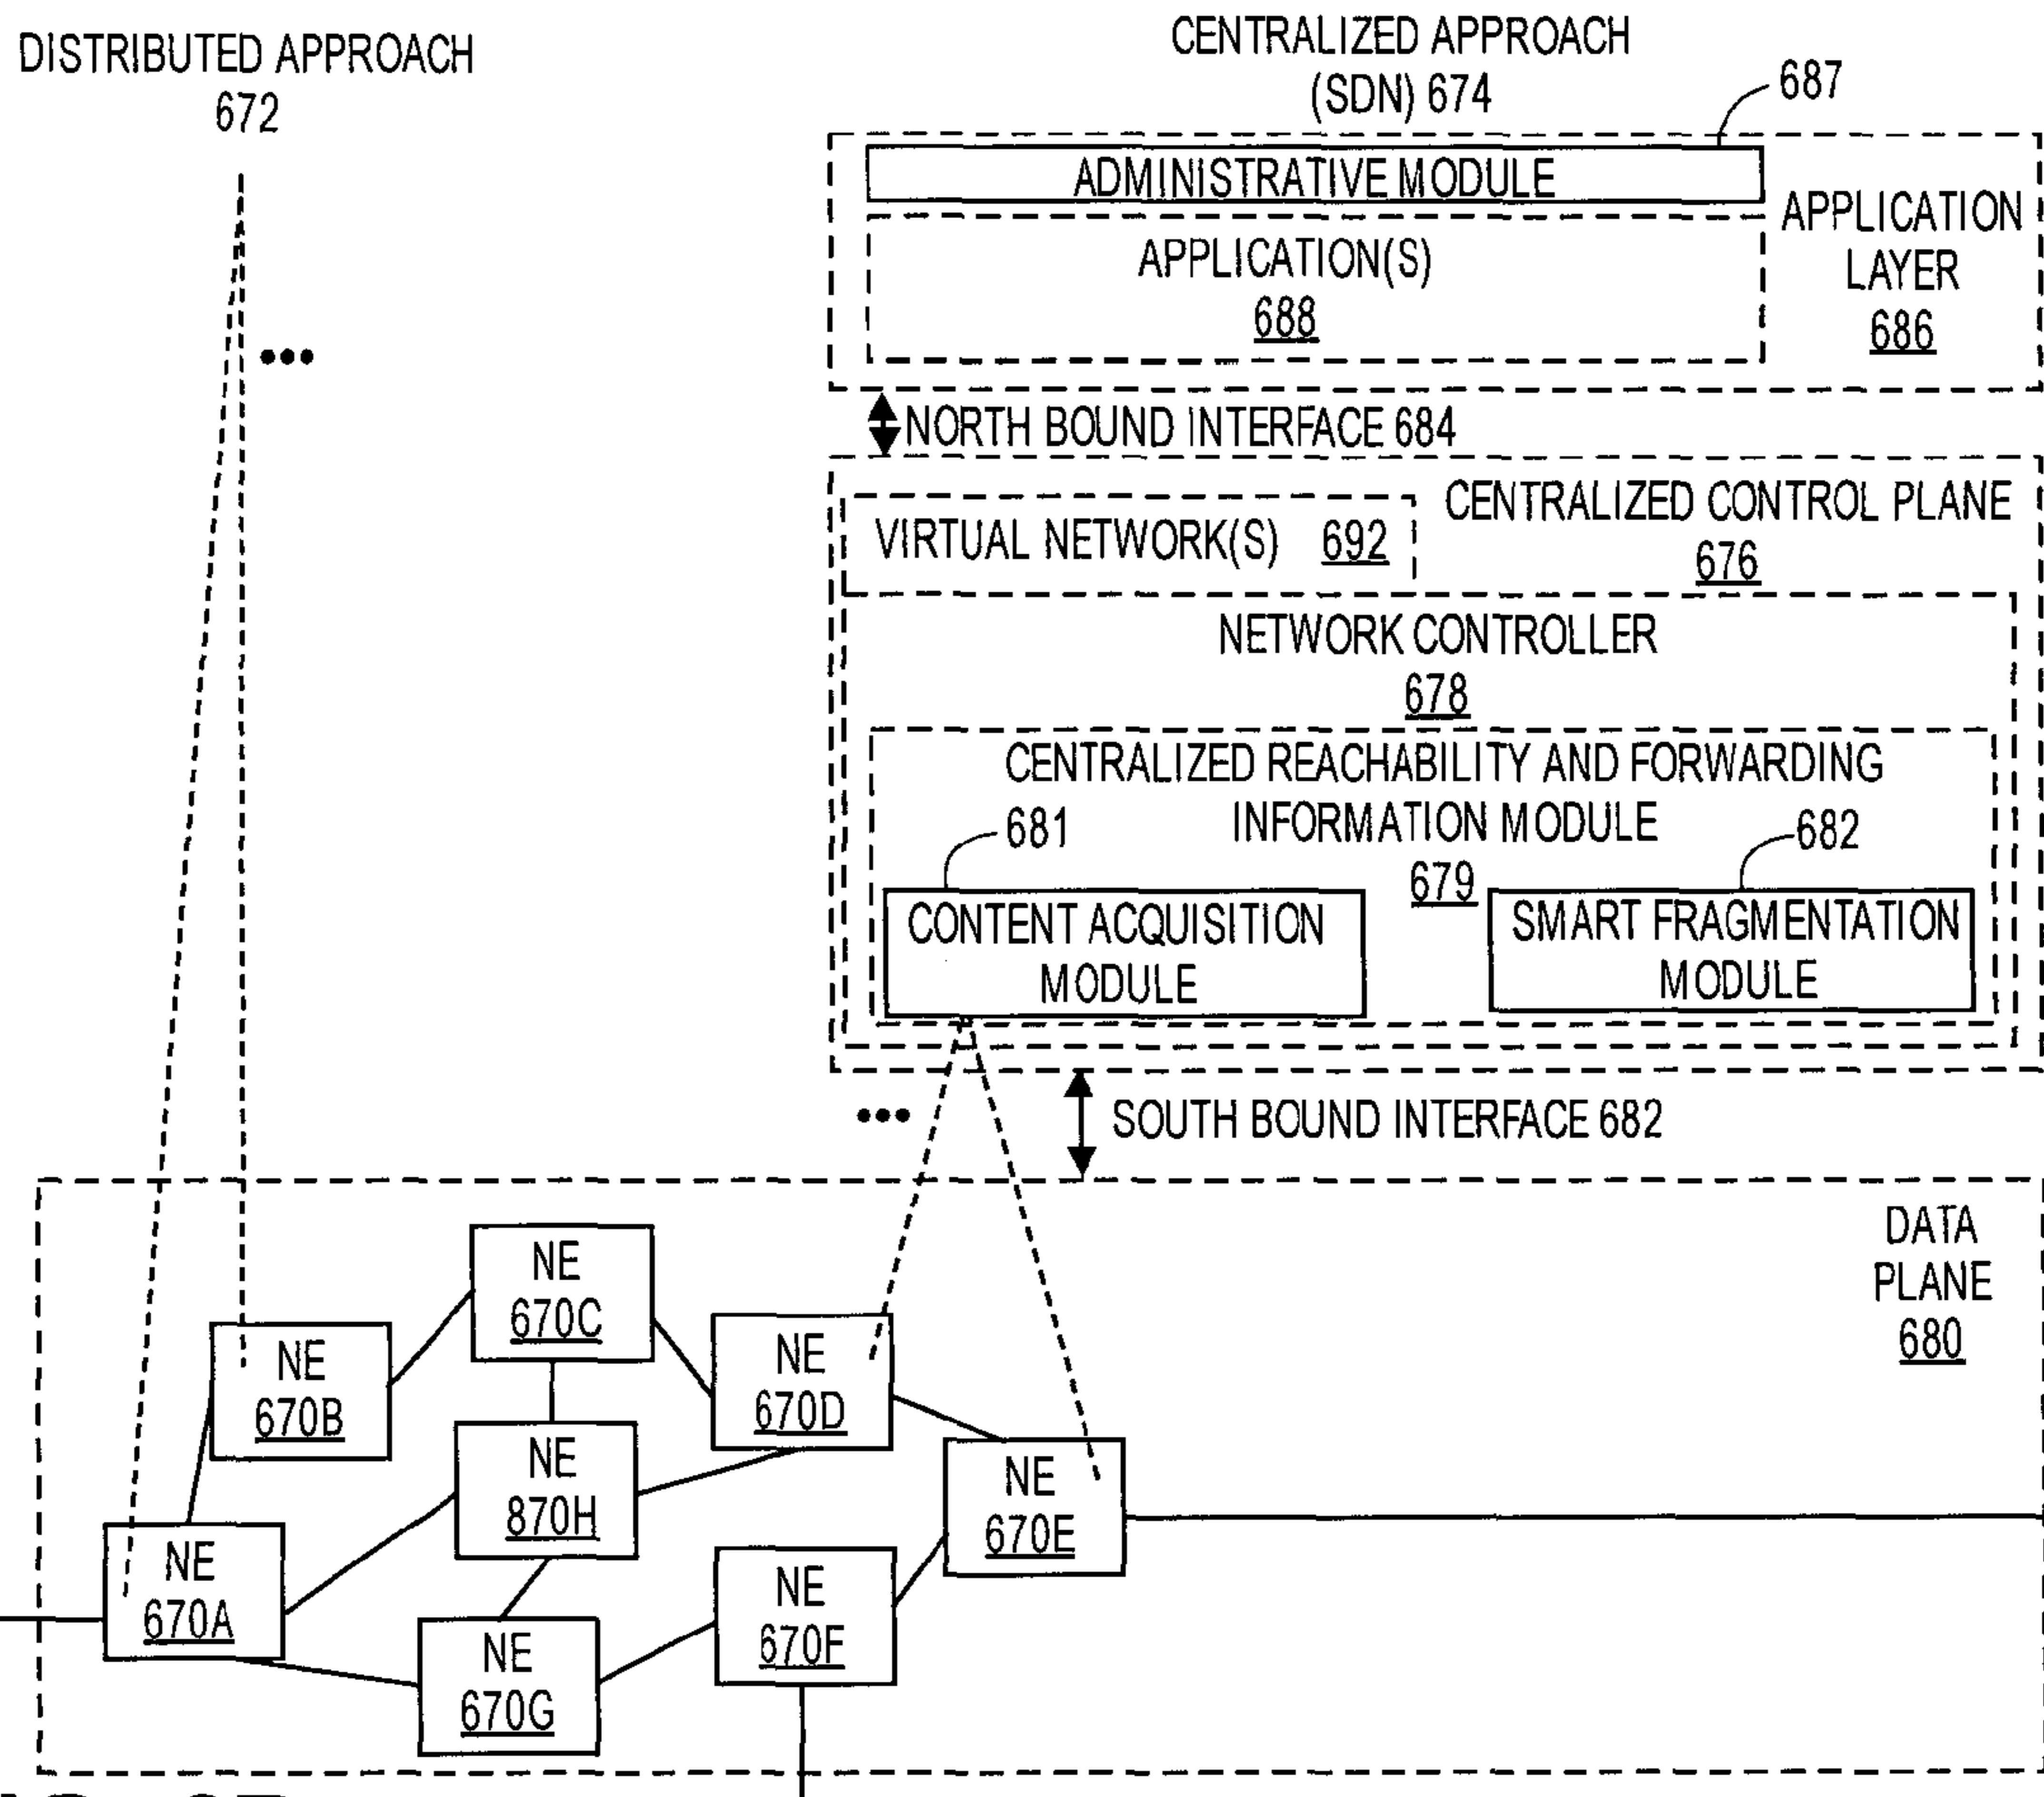 DISTRIBUTED APPROACH
672
CENTRALIZED APPROACH
(SDN) 674
687
ADMINISTRATIVE MODULE
APPLICATION(S)
688
APPLICATION
LAYER
686
NORTH BOUND INTERFACE 684
VIRTUAL NETWORK(S) 692
CENTRALIZED CONTROL PLANE
676
NETWORK CONTROLLER
678
CENTRALIZED REACHABILITY AND FORWARDING
INFORMATION MODULE
679
681
682
CONTENT ACQUISITION
MODULE
SMART FRAGMENTATION
MODULE
SOUTH BOUND INTERFACE 682
DATA
PLANE
680
NE
670C
NE
670B
NE
670D
NE
870H
NE
670E
NE
670A
NE
670F
NE
670G